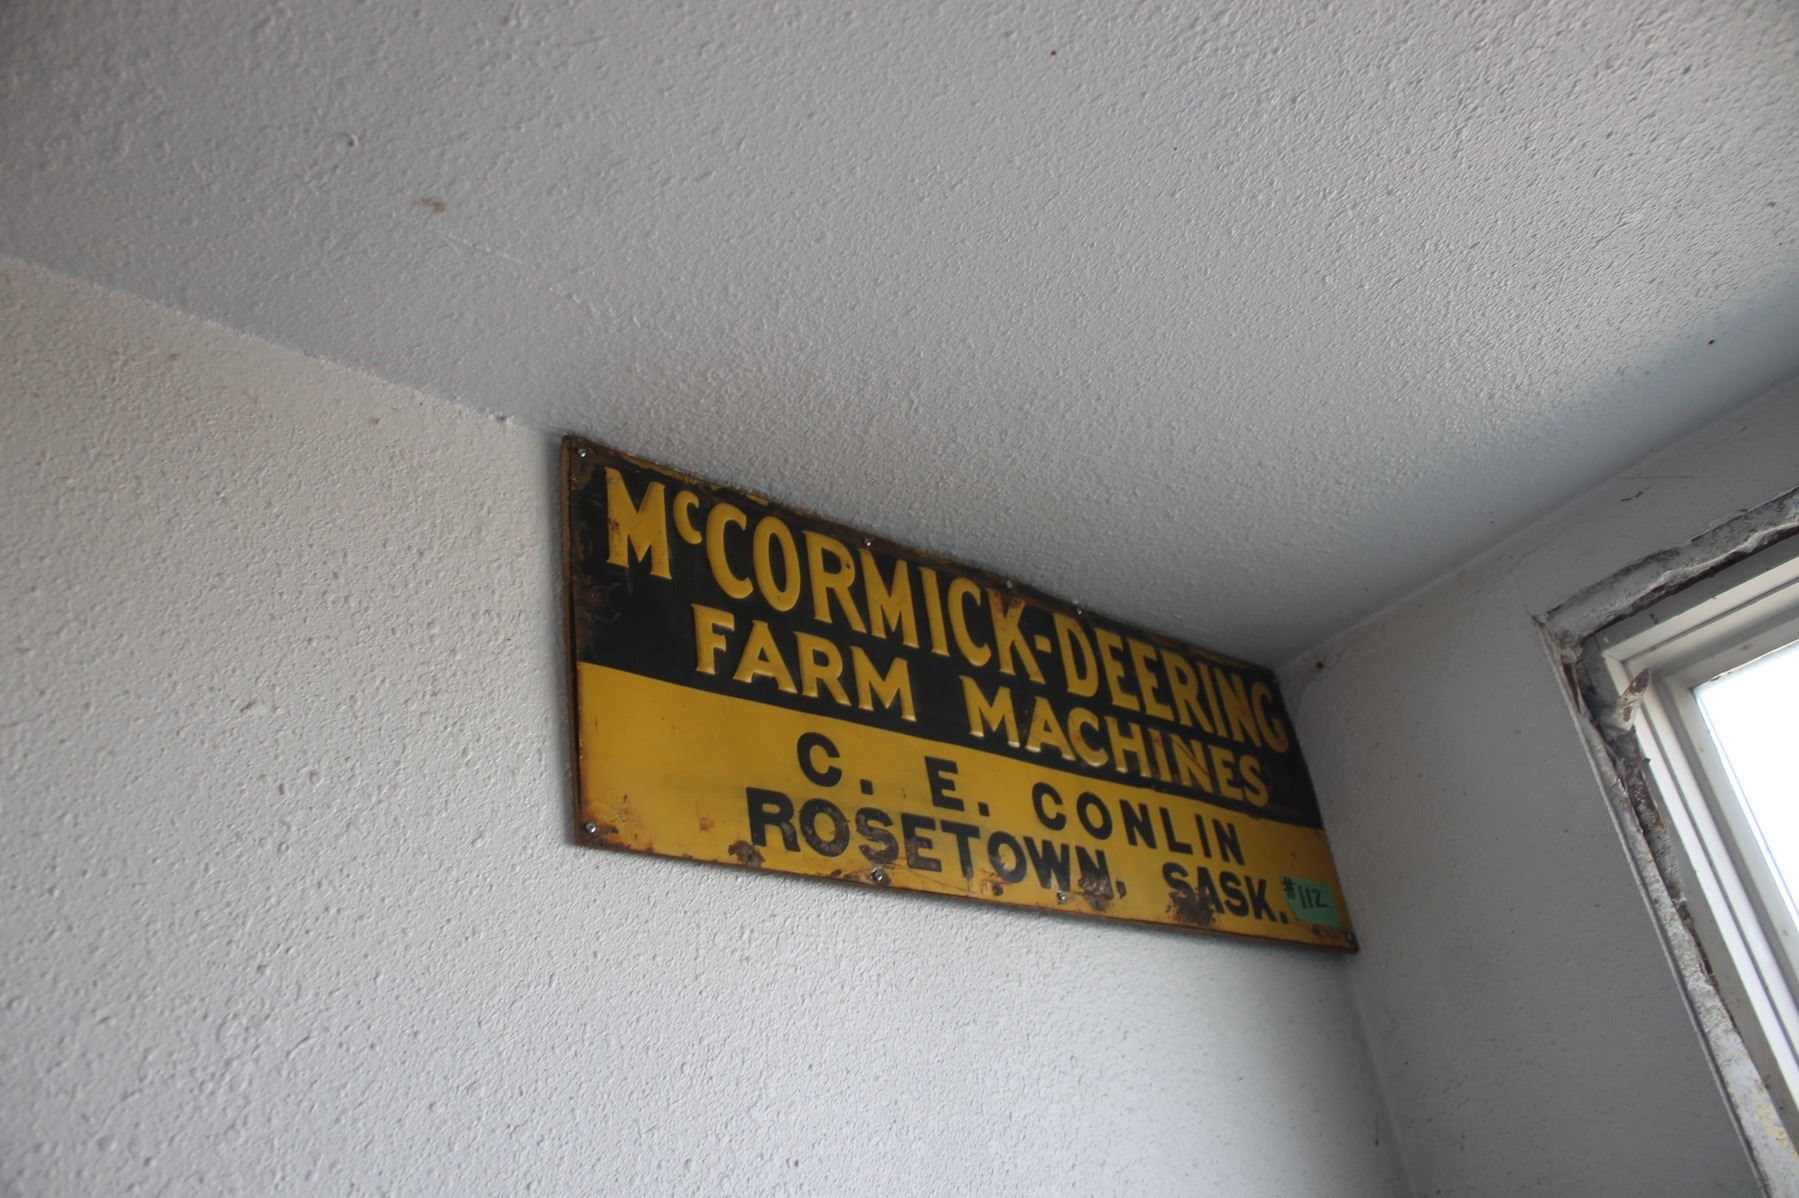 McCORMICK-DEERING
FARM MACHINES
C. E. CONLIN
ROSETOWN, SASK.
#112